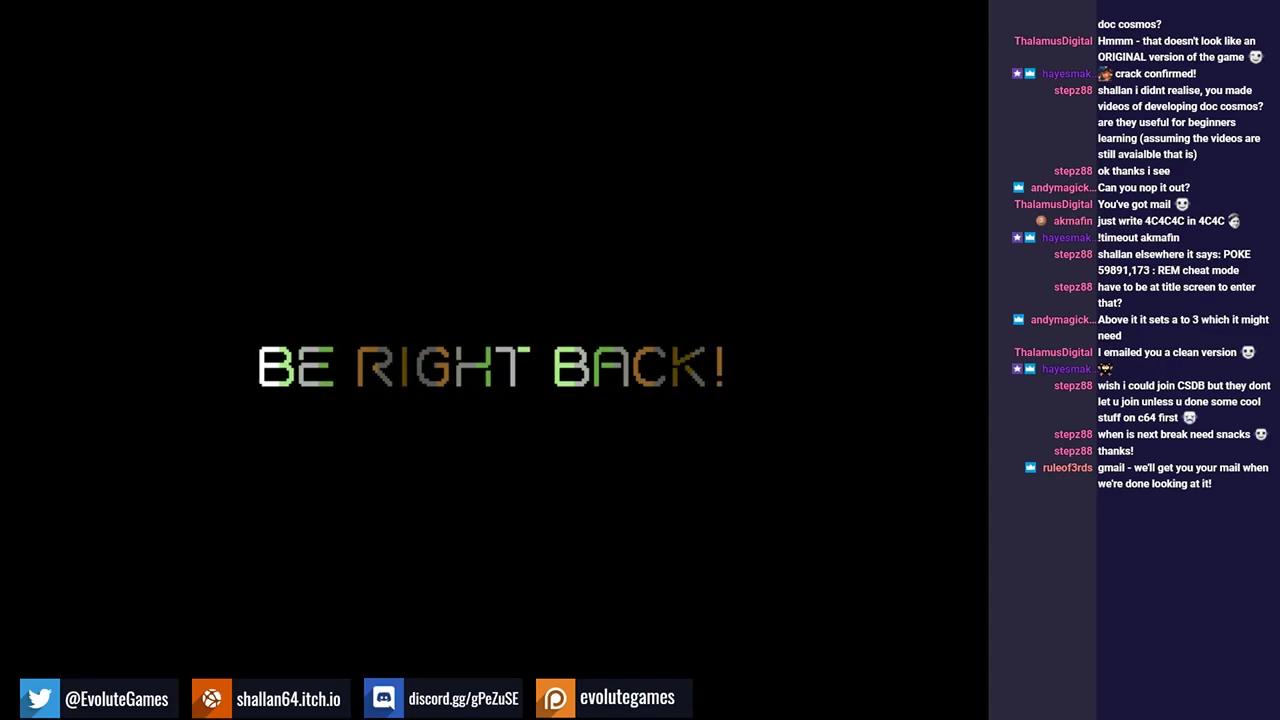 doc cosmos?
ThalamusDigital Hmmm - that doesn't look like an
ORIGINAL version of the game
hayesmak.. crack confirmed!
stepz88 shallan i didnt realise, you made
videos of developing doc cosmos?
are they useful for beginners
learning (assuming the videos are
still avaialble that is)
stepz88 ok thanks i see
andymagick... Can you nop it out?
ThalamusDigital You've got mail
akmafin just write 4C4C4C in 4C4C
hayesmak.. !timeout akmafin
stepz88 shallan elsewhere it says: POKE
59891,173 : REM cheat mode
stepz88 have to be at title screen to enter
that?
andymagick... Above it it sets a to 3 which it might
need
ThalamusDigital I emailed you a clean version
hayesmak..
stepz88 wish i could join CSDB but they dont
let u join unless u done some cool
stuff on c64 first
stepz88 when is next break need snacks
stepz88 thanks!
ruleof3rds gmail - we'll get you your mail when
we're done looking at it!
BE RIGHT BACK!
@EvoluteGames
shallan64.itch.io
discord.gg/gPeZuSE
evolutegames